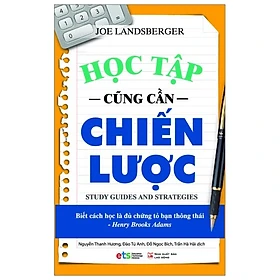 JOE LANDSBERGER
HỌC TẬP
CŨNG CẦN
CHIẾN
LƯỢC
STUDY GUIDES AND STRATEGIES
Biết cách học là đủ chứng tỏ bạn thông thái
- Henry Brooks Adams
Nguyễn Thanh Hương, Đào Tú Anh, Đỗ Ngọc Bích, Trần Hà Hải dịch
ets